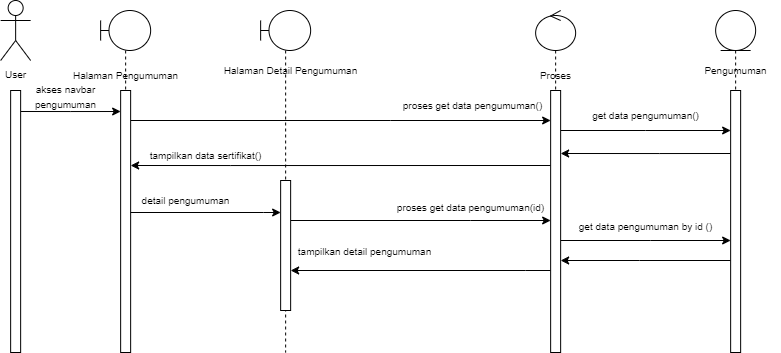 User
Halaman Pengumuman
Halaman Detail Pengumuman
Proses
Pengumuman
akses navbar
pengumuman
proses get data pengumuman()
get data pengumuman()
tampilkan data sertifikat()
detail pengumuman
proses get data pengumuman(id)
get data pengumuman by id ()
tampilkan detail pengumuman